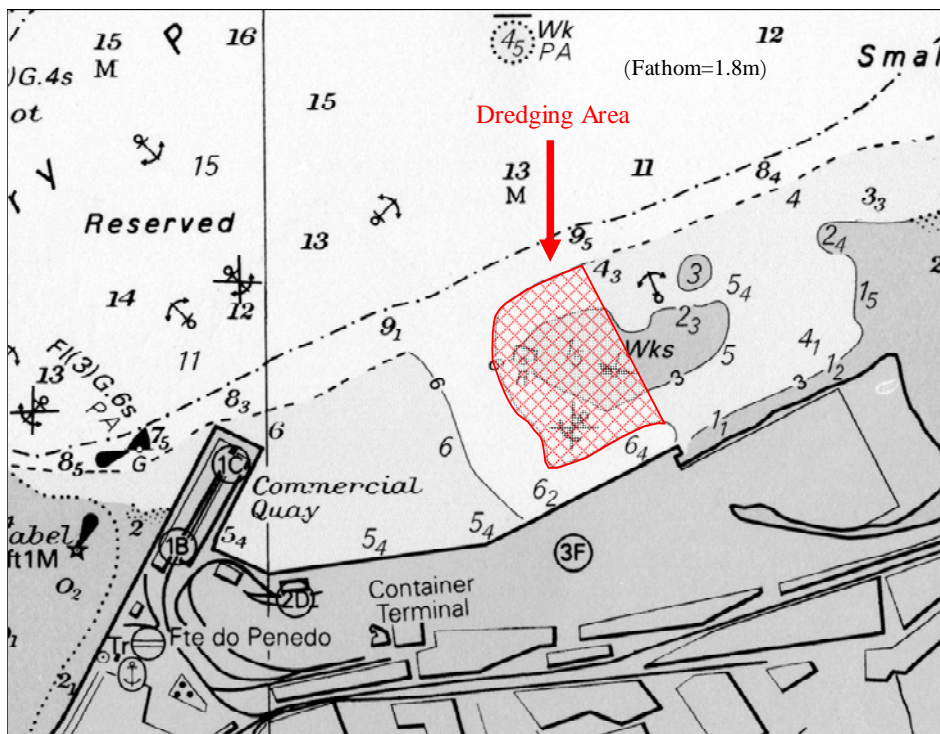 15
M
P
16
4₅
Wk
PA
12
(Fathom=1.8m)
Smal
)G.4s
ot
15
Dredging Area
15
13
M
11
8₄
4
3₃
r
y
Reserved
13
9₅
4₃
3
2₄
2
14
12
9₁
5₄
1₅
2₃
11
Fl(3)G.6s
PA
13
Wks
5
4₁
1₂
3
3
6
8₃
7₅
6
6
1₁
8₅
G
1C
6₄
Commercial
Quay
6₂
2
5₄
5₄
5₄
abel
ft1M
1B
3F
0₂
2D
Container
Terminal
Tr
Fte do Penedo
2₁